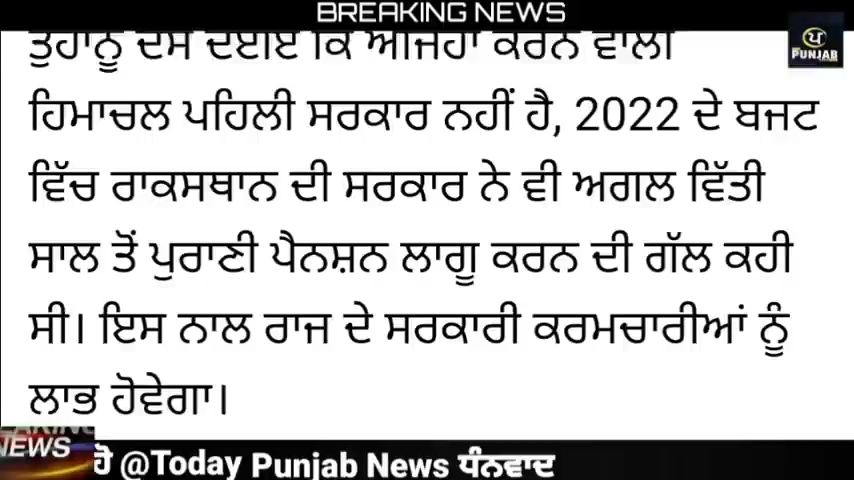 BREAKING NEWS
ਪ
PUNJAB
ਤੁਹਾਨੂੰ ਦੱਸ ਦਈਏ ਕਿ ਅਜਿਹਾ ਕਰਨ ਵਾਲੀ
ਹਿਮਾਚਲ ਪਹਿਲੀ ਸਰਕਾਰ ਨਹੀਂ ਹੈ, 2022 ਦੇ ਬਜਟ
ਵਿੱਚ ਰਾਕਸਥਾਨ ਦੀ ਸਰਕਾਰ ਨੇ ਵੀ ਅਗਲ ਵਿੱਤੀ
ਸਾਲ ਤੋਂ ਪੁਰਾਣੀ ਪੈਨਸ਼ਨ ਲਾਗੂ ਕਰਨ ਦੀ ਗੱਲ ਕਹੀ
ਸੀ। ਇਸ ਨਾਲ ਰਾਜ ਦੇ ਸਰਕਾਰੀ ਕਰਮਚਾਰੀਆਂ ਨੂੰ
ਲਾਭ ਹੋਵੇਗਾ।
NEWS
ਹੋ @Today Punjab News ਧੰਨਵਾਦ